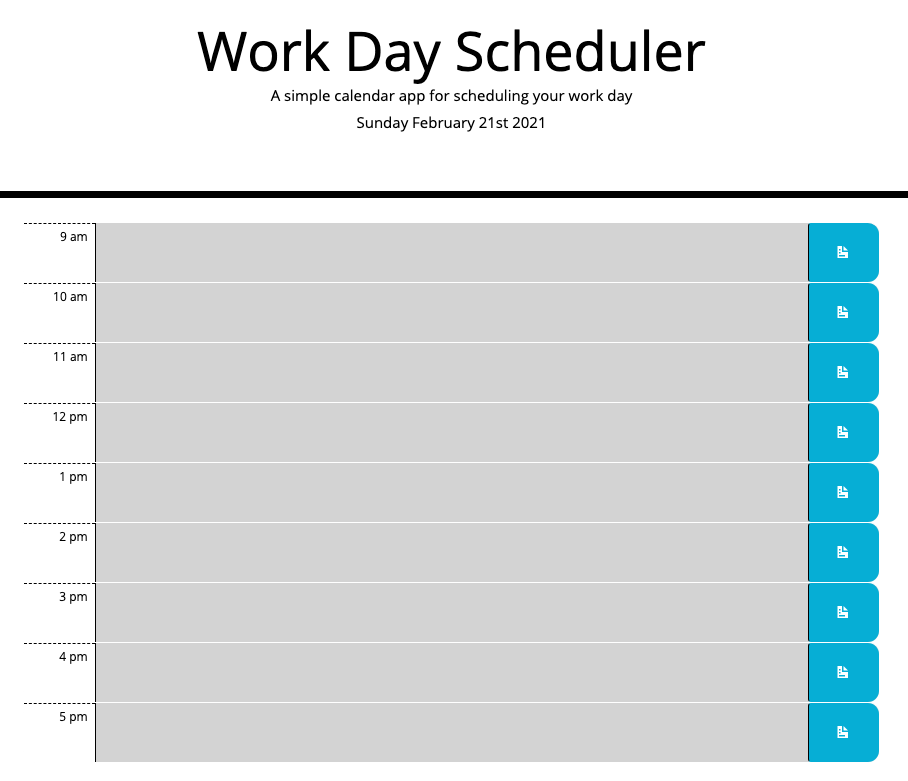 Work Day Scheduler
A simple calendar app for scheduling your work day
Sunday February 21st 2021
9 am
10 am
11 am
12 pm
1 pm
2 pm
3 pm
4 pm
5 pm